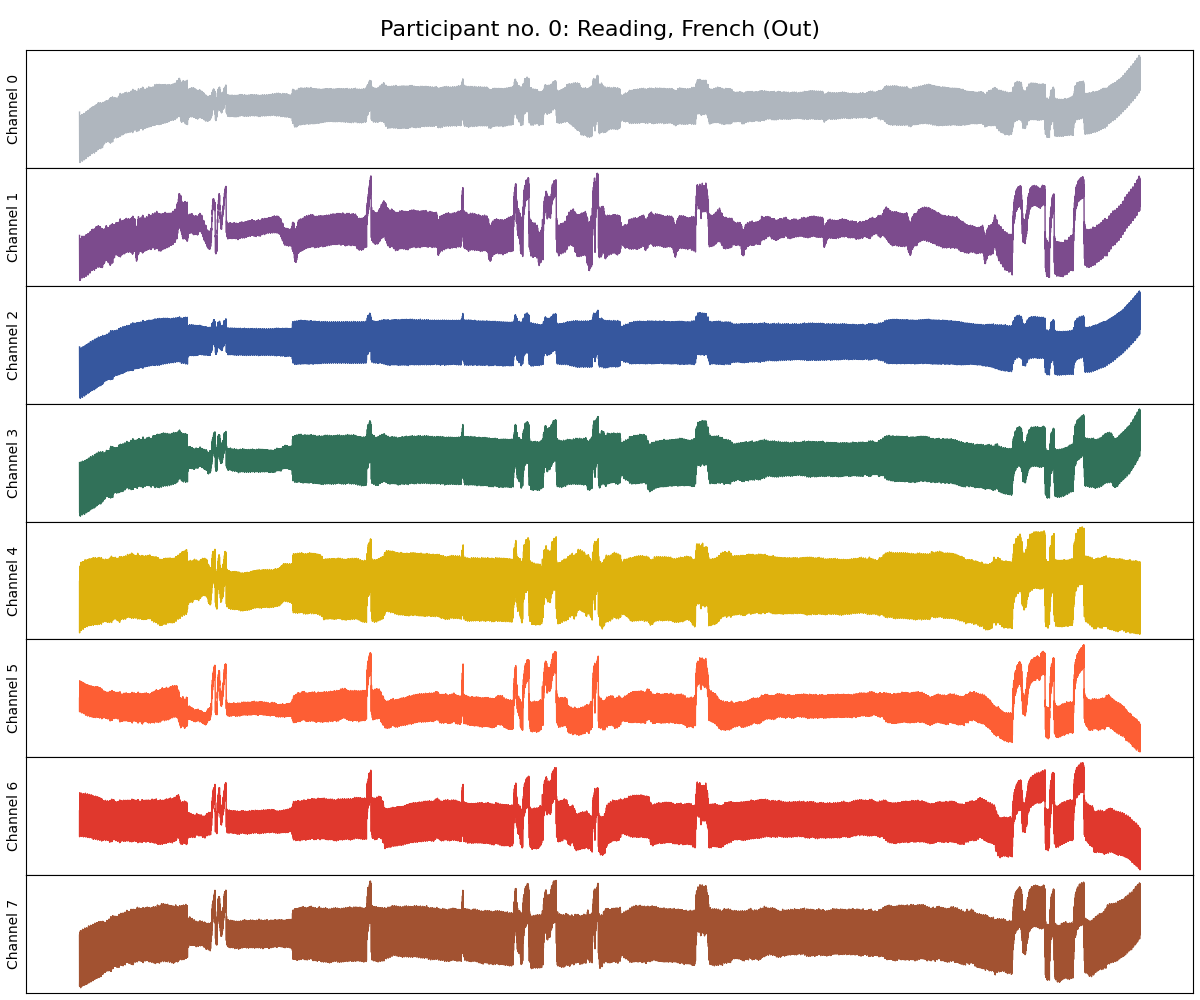 Participant no. 0: Reading, French (Out)
Channel 0
Channel 1
Channel 2
Channel 3
Channel 4
Channel 5
Channel 6
Channel 7